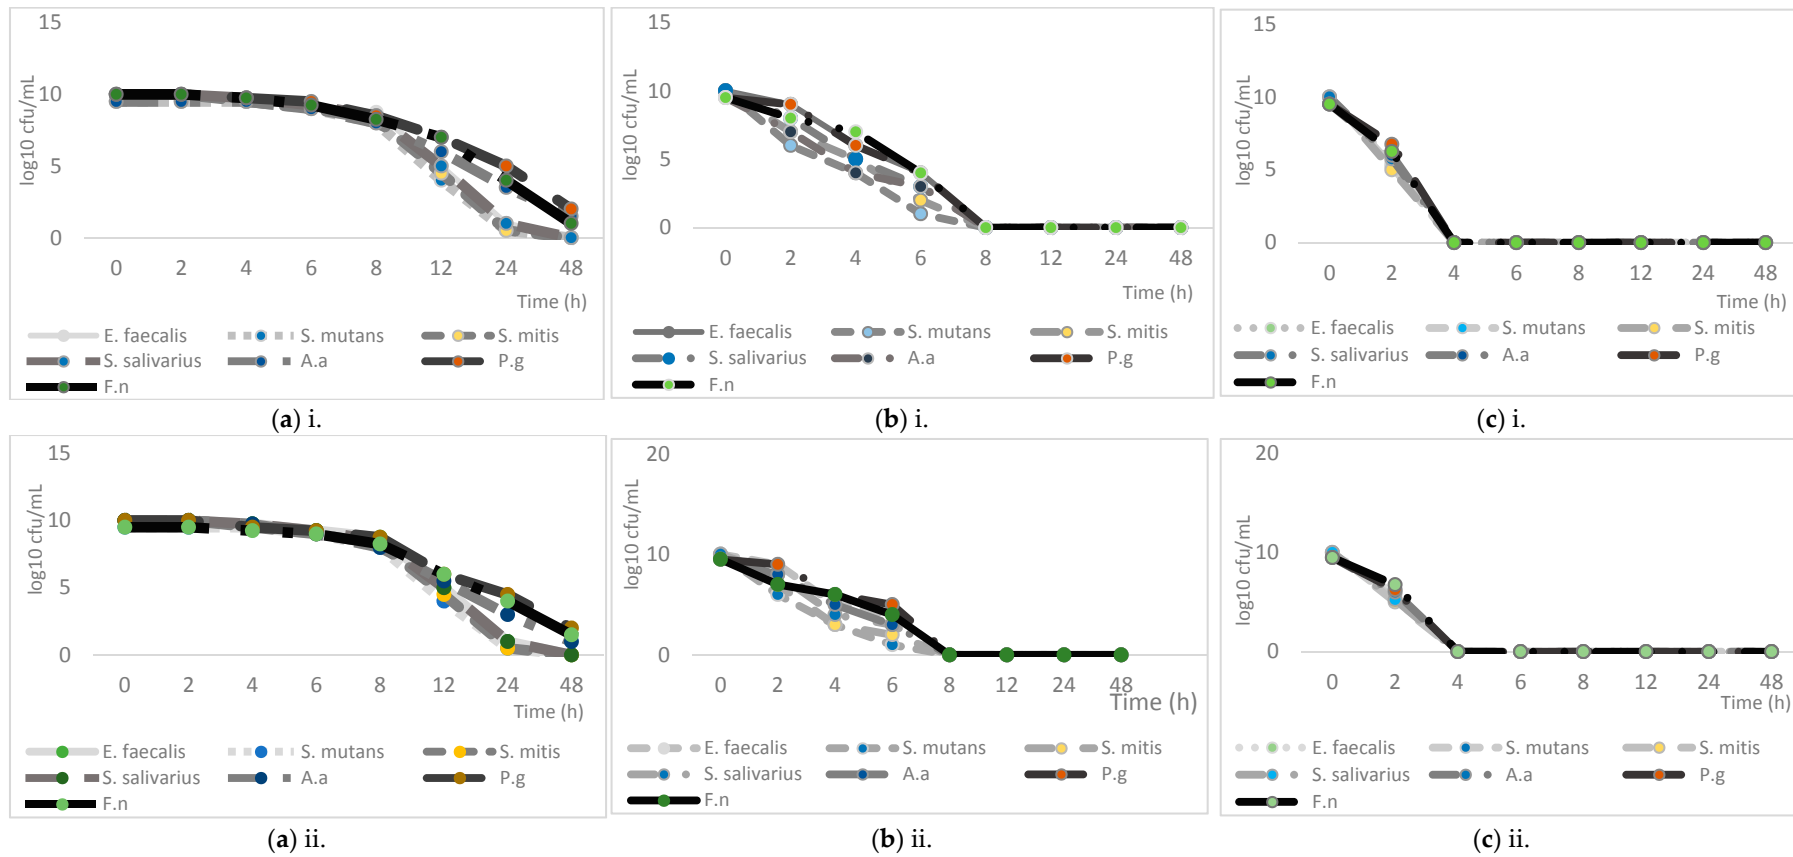 15
10
5
0
log10 cfu/mL
0 2 4 6 8 12 24 48
Time (h)
E. faecalis S. mutans S. mitis
S. salivarius A.a P.g
F.n
(a) i.
15
10
5
0
log10 cfu/mL
0 2 4 6 8 12 24 48
Time (h)
E. faecalis S. mutans S. mitis
S. salivarius A.a P.g
F.n
(b) i.
15
10
5
0
log10 cfu/mL
0 2 4 6 8 12 24 48
Time (h)
E. faecalis S. mutans S. mitis
S. salivarius A.a P.g
F.n
(c) i.
15
10
5
0
log10 cfu/mL
0 2 4 6 8 12 24 48
Time (h)
E. faecalis S. mutans S. mitis
S. salivarius A.a P.g
F.n
(a) ii.
20
10
0
log10 cfu/mL
0 2 4 6 8 12 24 48
Time (h)
E. faecalis S. mutans S. mitis
S. salivarius A.a P.g
F.n
(b) ii.
20
10
0
log10 cfu/mL
0 2 4 6 8 12 24 48
Time (h)
E. faecalis S. mutans S. mitis
S. salivarius A.a P.g
F.n
(c) ii.